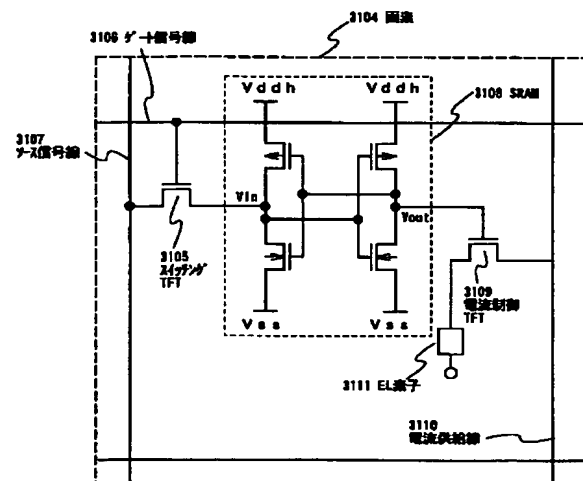 3104 画素
3106 ゲート信号線
Vddh
Vddh
3108 SRAM
3107
ソース信号線
Vin
Vout
3105
スイッチング
TFT
3109
電流制御
TFT
Vss
Vss
3111 EL素子
3110
電流供給線